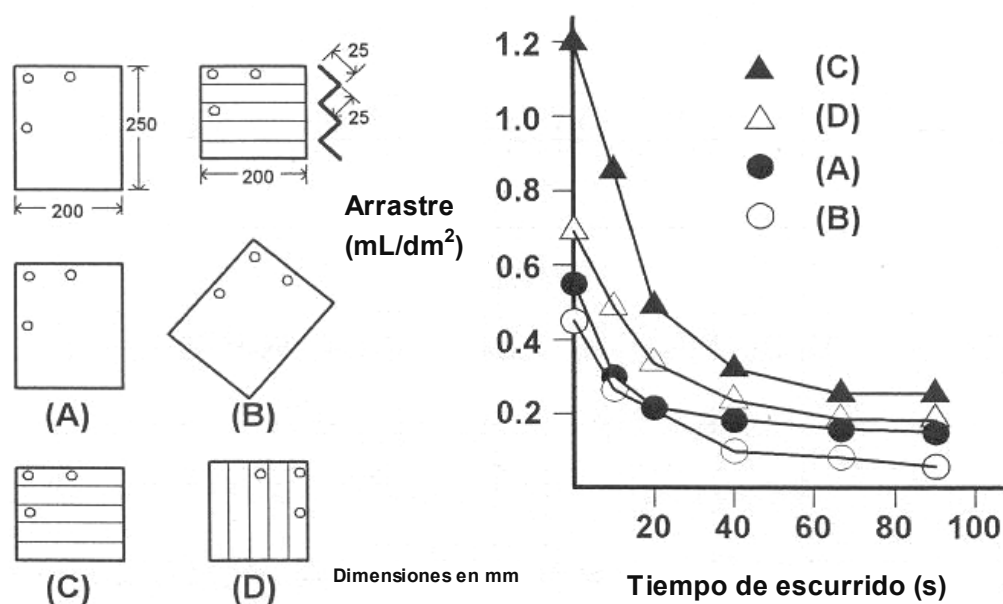 25
25
250
200
200
(A)
(B)
(C)
(D)
Dimensiones en mm
Arrastre
(mL/dm²)
1.2
1.0
0.8
0.6
0.4
0.2
(C)
(D)
(A)
(B)
20 40 60 80 100
Tiempo de escurrido (s)